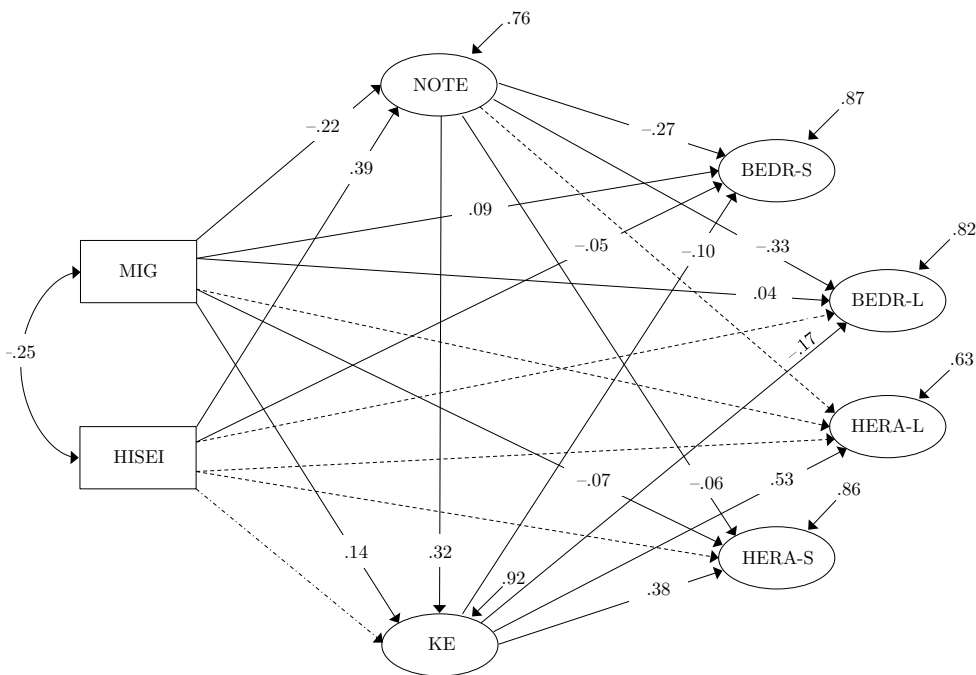 .76
NOTE
.87
–.22
–.27
.39
BEDR-S
.09
–.05
–.10
–.33
.82
MIG
.04
BEDR-L
–.25
–.17
.63
HERA-L
HISEI
–.07
–.06
.53
.86
.14
.32
HERA-S
.92
.38
KE